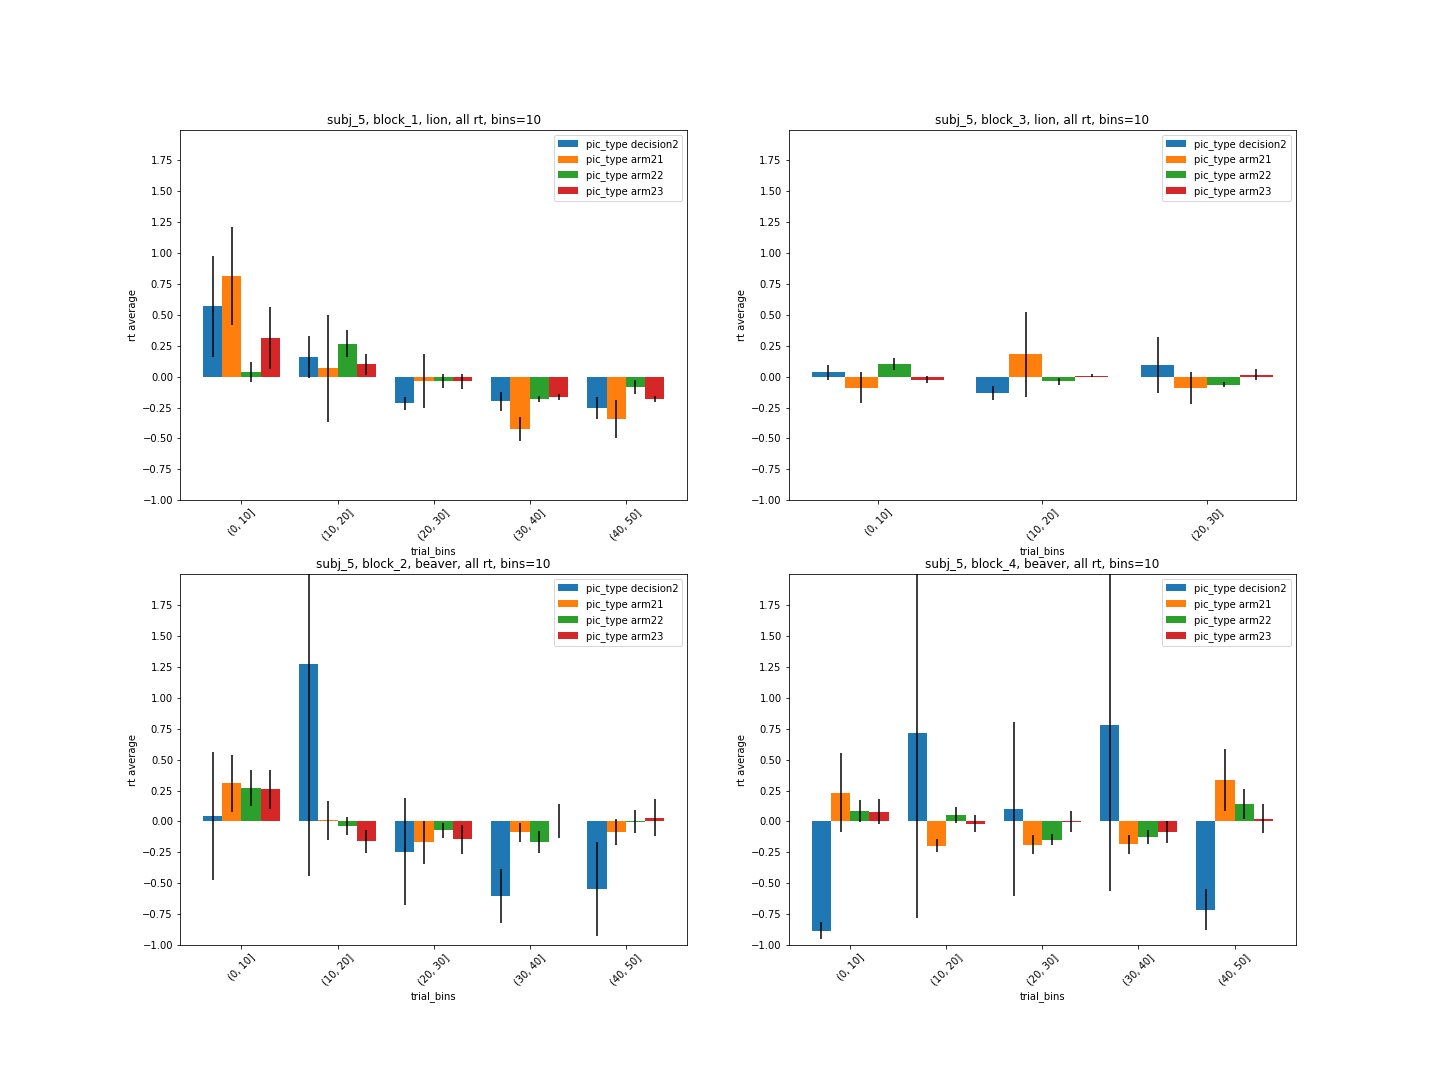 subj_5, block_1, lion, all rt, bins=10
pic_type decision2
pic_type arm21
pic_type arm22
pic_type arm23
1.75
1.50
1.25
1.00
0.75
0.50
0.25
0.00
−0.25
−0.50
−0.75
−1.00
rt average
(0, 10]
(10, 20]
(20, 30]
(30, 40]
(40, 50]
trial_bins
subj_5, block_3, lion, all rt, bins=10
pic_type decision2
pic_type arm21
pic_type arm22
pic_type arm23
1.75
1.50
1.25
1.00
0.75
0.50
0.25
0.00
−0.25
−0.50
−0.75
−1.00
rt average
(0, 10]
(10, 20]
(20, 30]
trial_bins
subj_5, block_2, beaver, all rt, bins=10
pic_type decision2
pic_type arm21
pic_type arm22
pic_type arm23
1.75
1.50
1.25
1.00
0.75
0.50
0.25
0.00
−0.25
−0.50
−0.75
−1.00
rt average
(0, 10]
(10, 20]
(20, 30]
(30, 40]
(40, 50]
trial_bins
subj_5, block_4, beaver, all rt, bins=10
pic_type decision2
pic_type arm21
pic_type arm22
pic_type arm23
1.75
1.50
1.25
1.00
0.75
0.50
0.25
0.00
−0.25
−0.50
−0.75
−1.00
rt average
(0, 10]
(10, 20]
(20, 30]
(30, 40]
(40, 50]
trial_bins